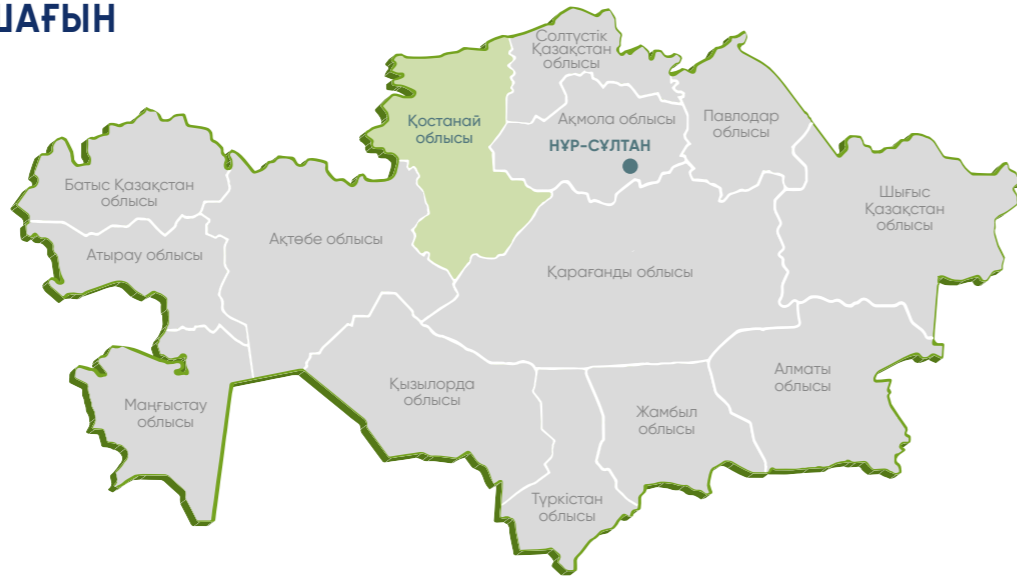 ШАҒЫН
Солтүстік
Қазақстан
облысы
Қостанай
облысы
Ақмола облысы
НҰР-СҰЛТАН
Павлодар
облысы
Батыс Қазақстан
облысы
Шығыс
Қазақстан
облысы
Ақтөбе облысы
Атырау облысы
Қарағанды облысы
Алматы
облысы
Қызылорда
облысы
Маңғыстау
облысы
Жамбыл
облысы
Түркістан
облысы